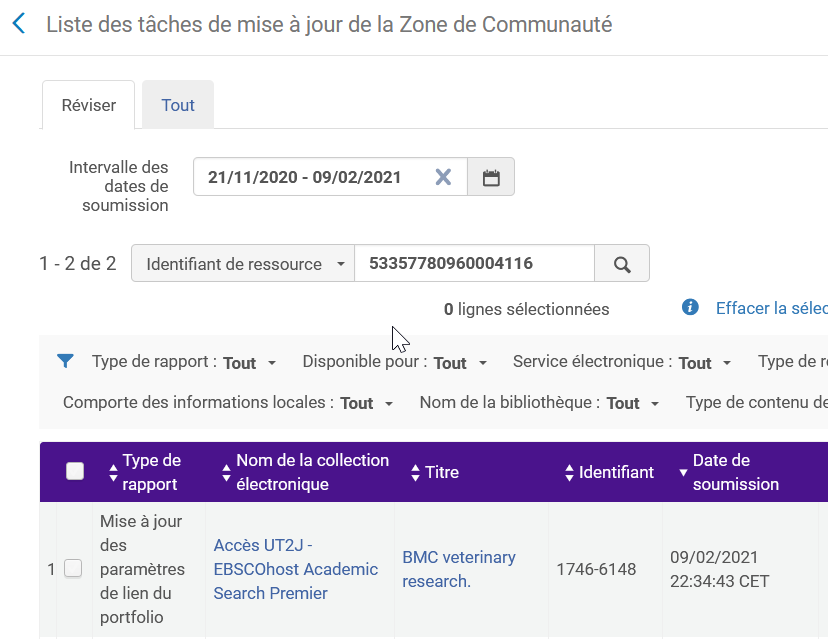 Liste des tâches de mise à jour de la Zone de Communauté
Réviser
Tout
Intervalle des
dates de
soumission
21/11/2020 - 09/02/2021
1 - 2 de 2
Identifiant de ressource
53357780960004116
0 lignes sélectionnées
Effacer la sélec
Type de rapport : Tout
Disponible pour : Tout
Service électronique : Tout
Type de r
Comporte des informations locales : Tout
Nom de la bibliothèque : Tout
Type de contenu de
Type de
rapport
Nom de la collection
électronique
Titre
Identifiant
Date de
soumission
1
Mise à jour
des
paramètres
de lien du
portfolio
Accès UT2J -
EBSCOhost Academic
Search Premier
BMC veterinary
research.
1746-6148
09/02/2021
22:34:43 CET